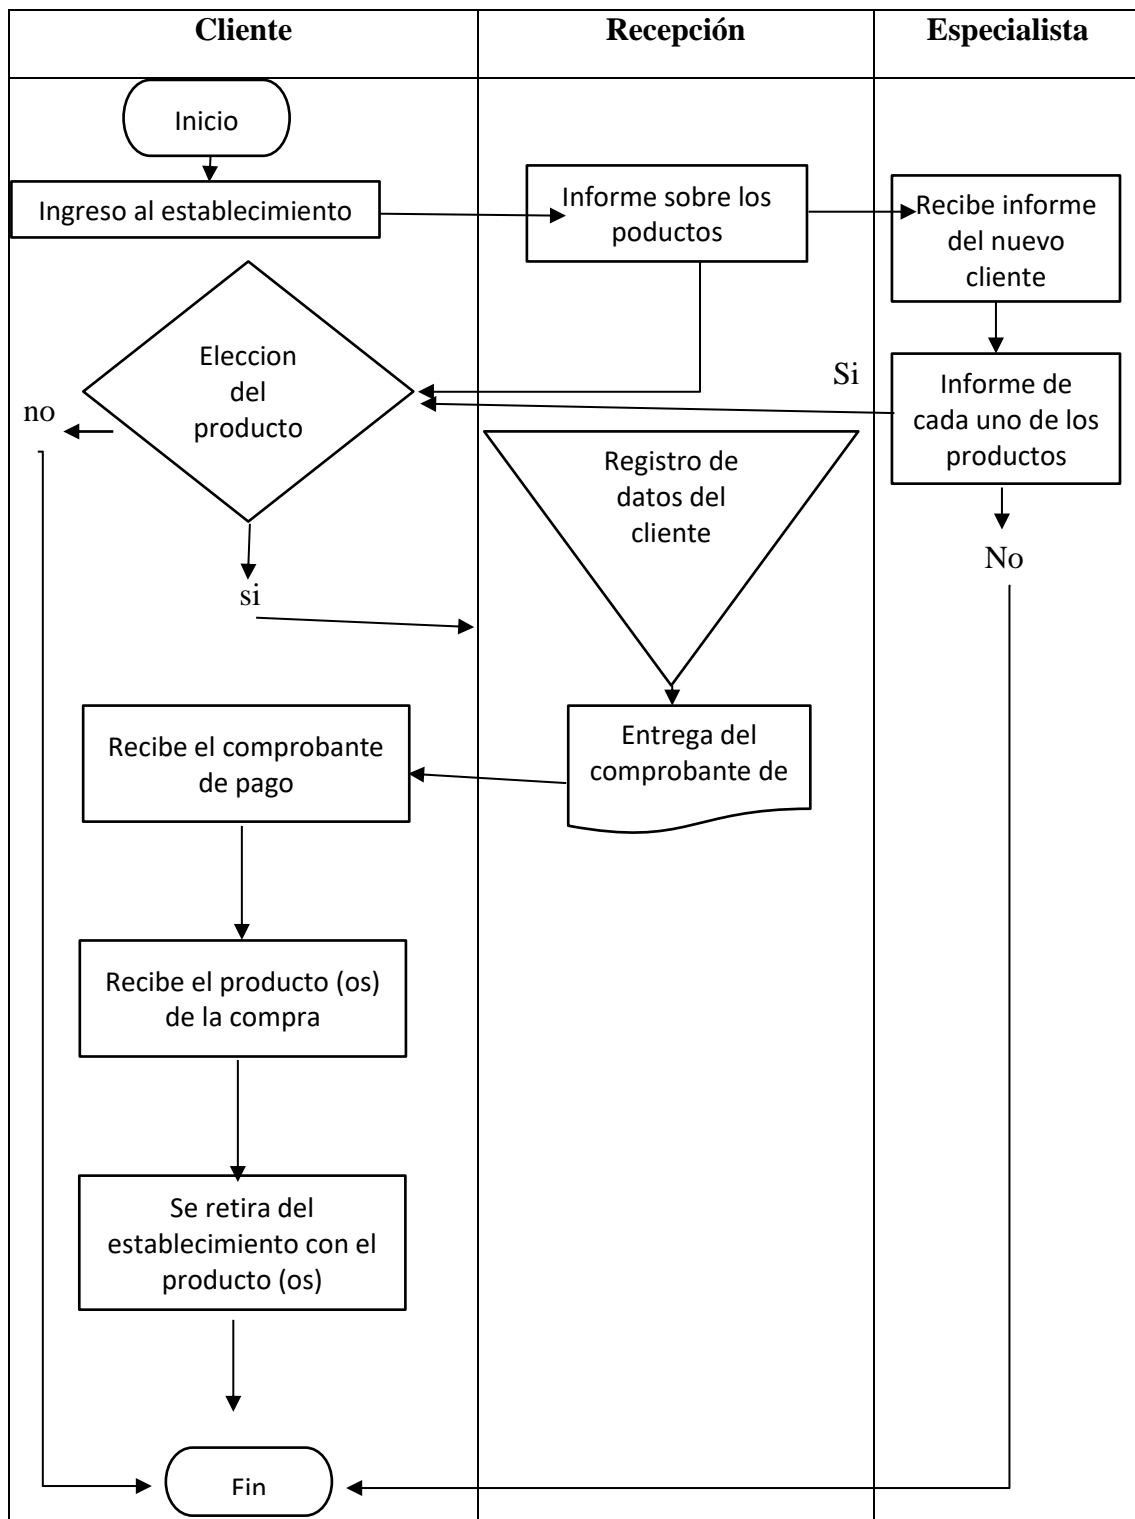 Cliente
Recepción
Especialista
Inicio
Ingreso al establecimiento
Informe sobre los
poductos
Recibe informe
del nuevo
cliente
Eleccion
del
producto
no
Si
Informe de
cada uno de los
productos
Registro de
datos del
cliente
No
si
Recibe el comprobante
de pago
Entrega del
comprobante de
Recibe el producto (os)
de la compra
Se retira del
establecimiento con el
producto (os)
Fin